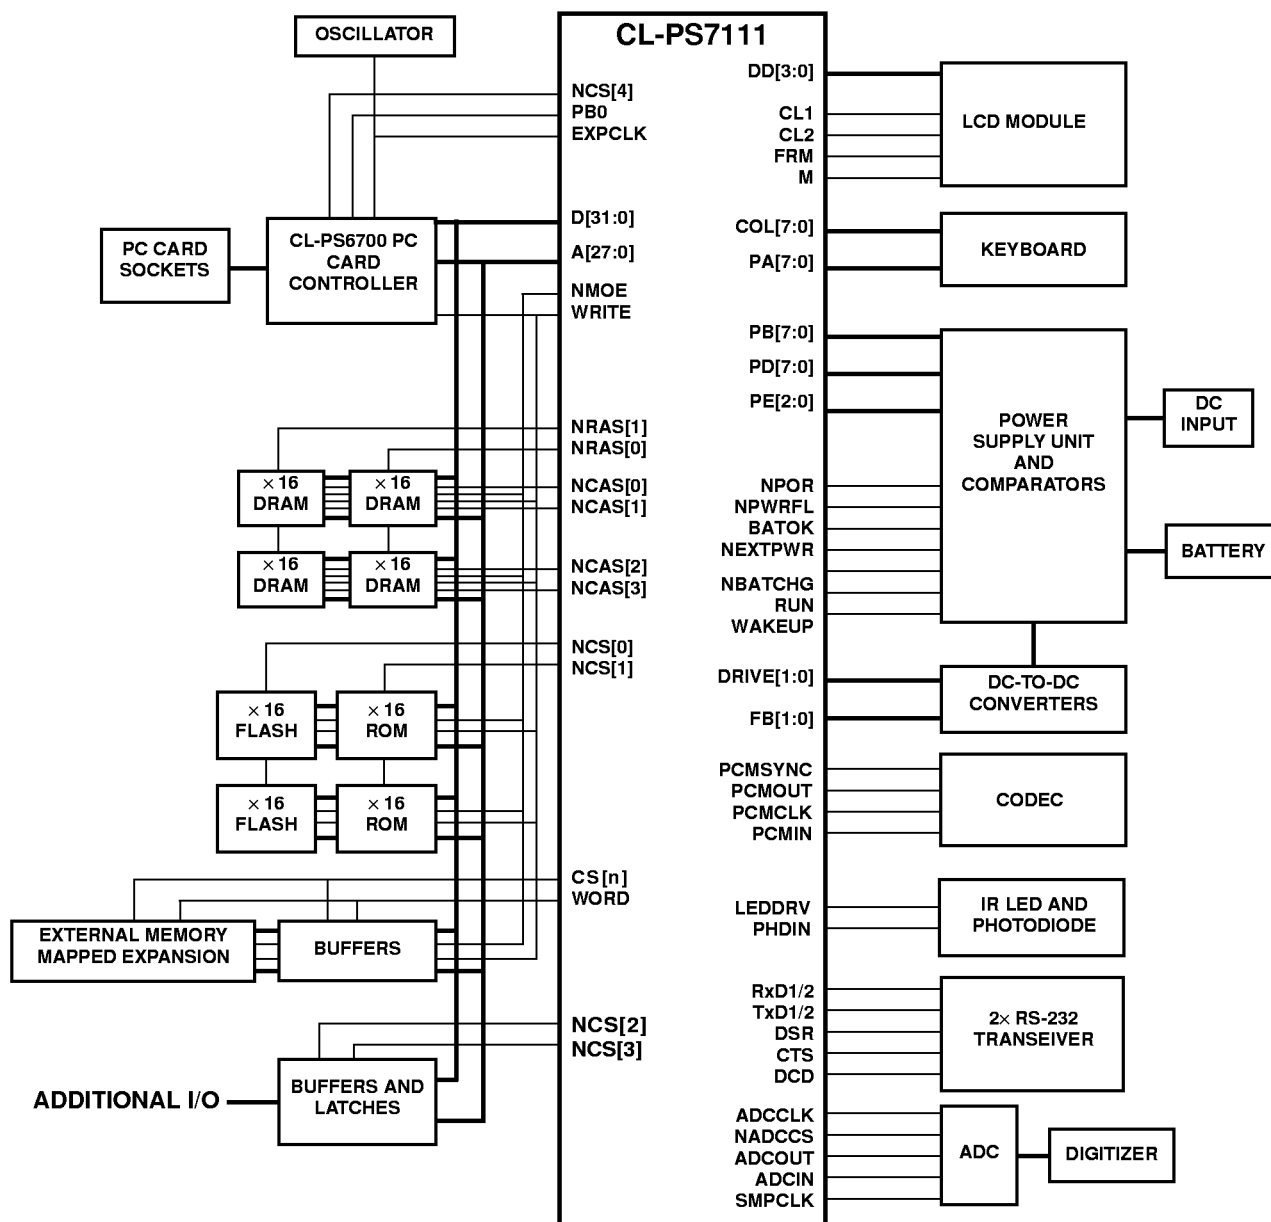 CL-PS7111
OSCILLATOR
NCS[4]
PB0
EXPCLK
D[31:0]
A[27:0]
NMOE
WRITE
PC CARD
SOCKETS
CL-PS6700 PC
CARD
CONTROLLER
NRAS[1]
NRAS[0]
NCAS[0]
NCAS[1]
NCAS[2]
NCAS[3]
× 16
DRAM
× 16
DRAM
× 16
DRAM
× 16
DRAM
NCS[0]
NCS[1]
× 16
FLASH
× 16
ROM
× 16
FLASH
× 16
ROM
CS[n]
WORD
EXTERNAL MEMORY
MAPPED EXPANSION
BUFFERS
NCS[2]
NCS[3]
ADDITIONAL I/O
BUFFERS AND
LATCHES
DD[3:0]
CL1
CL2
FRM
M
LCD MODULE
COL[7:0]
PA[7:0]
KEYBOARD
PB[7:0]
PD[7:0]
PE[2:0]
NPOR
NPWRFL
BATOK
NEXTPWR
NBATCHG
RUN
WAKEUP
POWER
SUPPLY UNIT
AND
COMPARATORS
DC
INPUT
BATTERY
DRIVE[1:0]
FB[1:0]
DC-TO-DC
CONVERTERS
PCMSYNC
PCMOUT
PCMCLK
PCMIN
CODEC
LEDDRV
PHDIN
IR LED AND
PHOTODIODE
RxD1/2
TxD1/2
DSR
CTS
DCD
2× RS-232
TRANSEIVER
ADCCLK
NADCCS
ADCOUT
ADCIN
SMPCLK
ADC
DIGITIZER